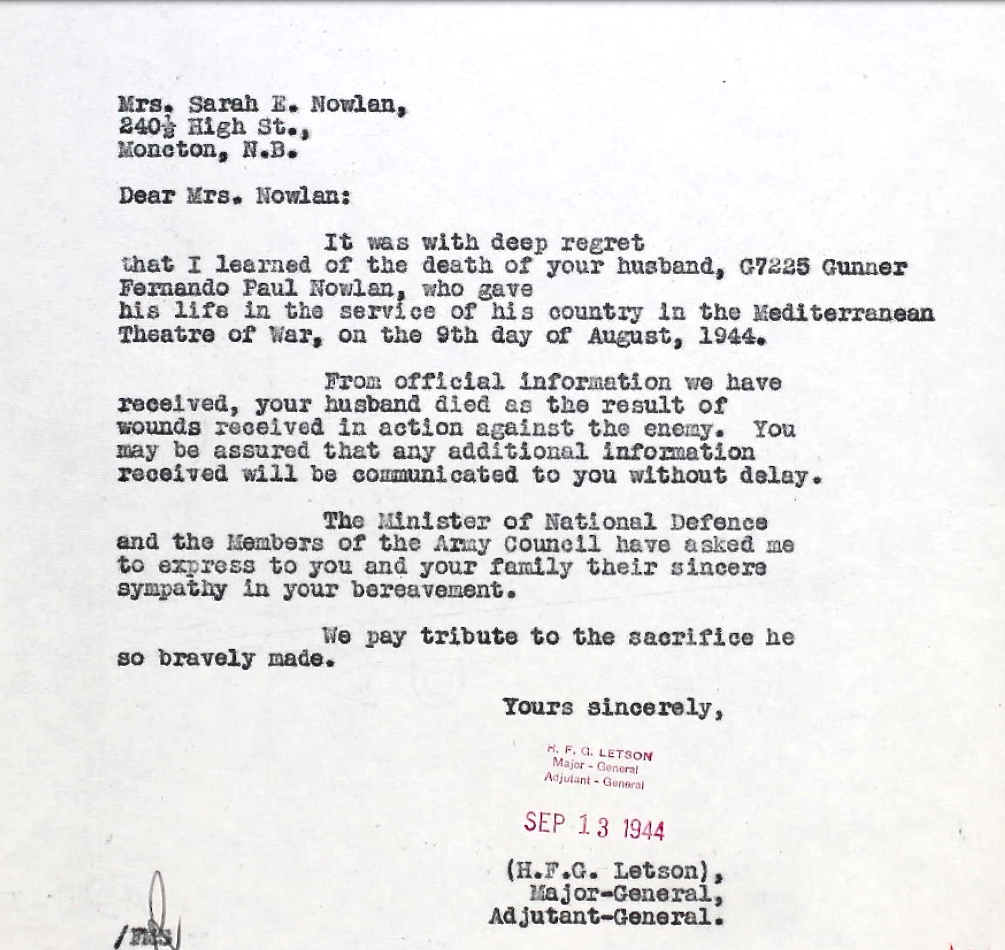 Mrs. Sarah E. Nowlan,
240½ High St.,
Moncton, N.B.
Dear Mrs. Nowlan:
It was with deep regret
that I learned of the death of your husband, G7225 Gunner
Fernando Paul Nowlan, who gave
his life in the service of his country in the Mediterranean
Theatre of War, on the 9th day of August, 1944.
From official information we have
received, your husband died as the result of
wounds received in action against the enemy. You
may be assured that any additional information
received will be communicated to you without delay.
The Minister of National Defence
and the Members of the Army Council have asked me
to express to you and your family their sincere
sympathy in your bereavement.
We pay tribute to the sacrifice he
so bravely made.
Yours sincerely,
H. F. G. LETSON
Major - General
Adjutant - General
SEP 13 1944
(H.F.G. Letson),
Major-General,
Adjutant-General.